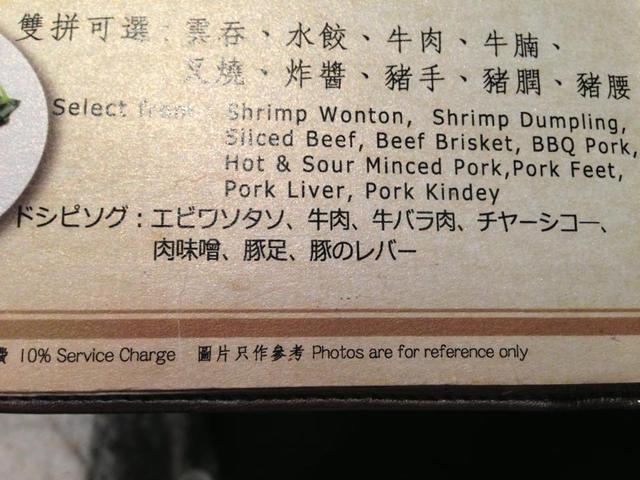 雙拼可選：雲吞、水餃、牛肉、牛腩、
叉燒、炸醬、豬手、豬膶、豬腰
Select from : Shrimp Wonton, Shrimp Dumpling,
Sliced Beef, Beef Brisket, BBQ Pork,
Hot & Sour Minced Pork,Pork Feet,
Pork Liver, Pork Kindey
ドシピソグ：エビワソタソ、牛肉、牛バラ肉、チヤーシコ一、
肉味噌、豚足、豚のレバー
費 10% Service Charge 圖片只作參考 Photos are for reference only